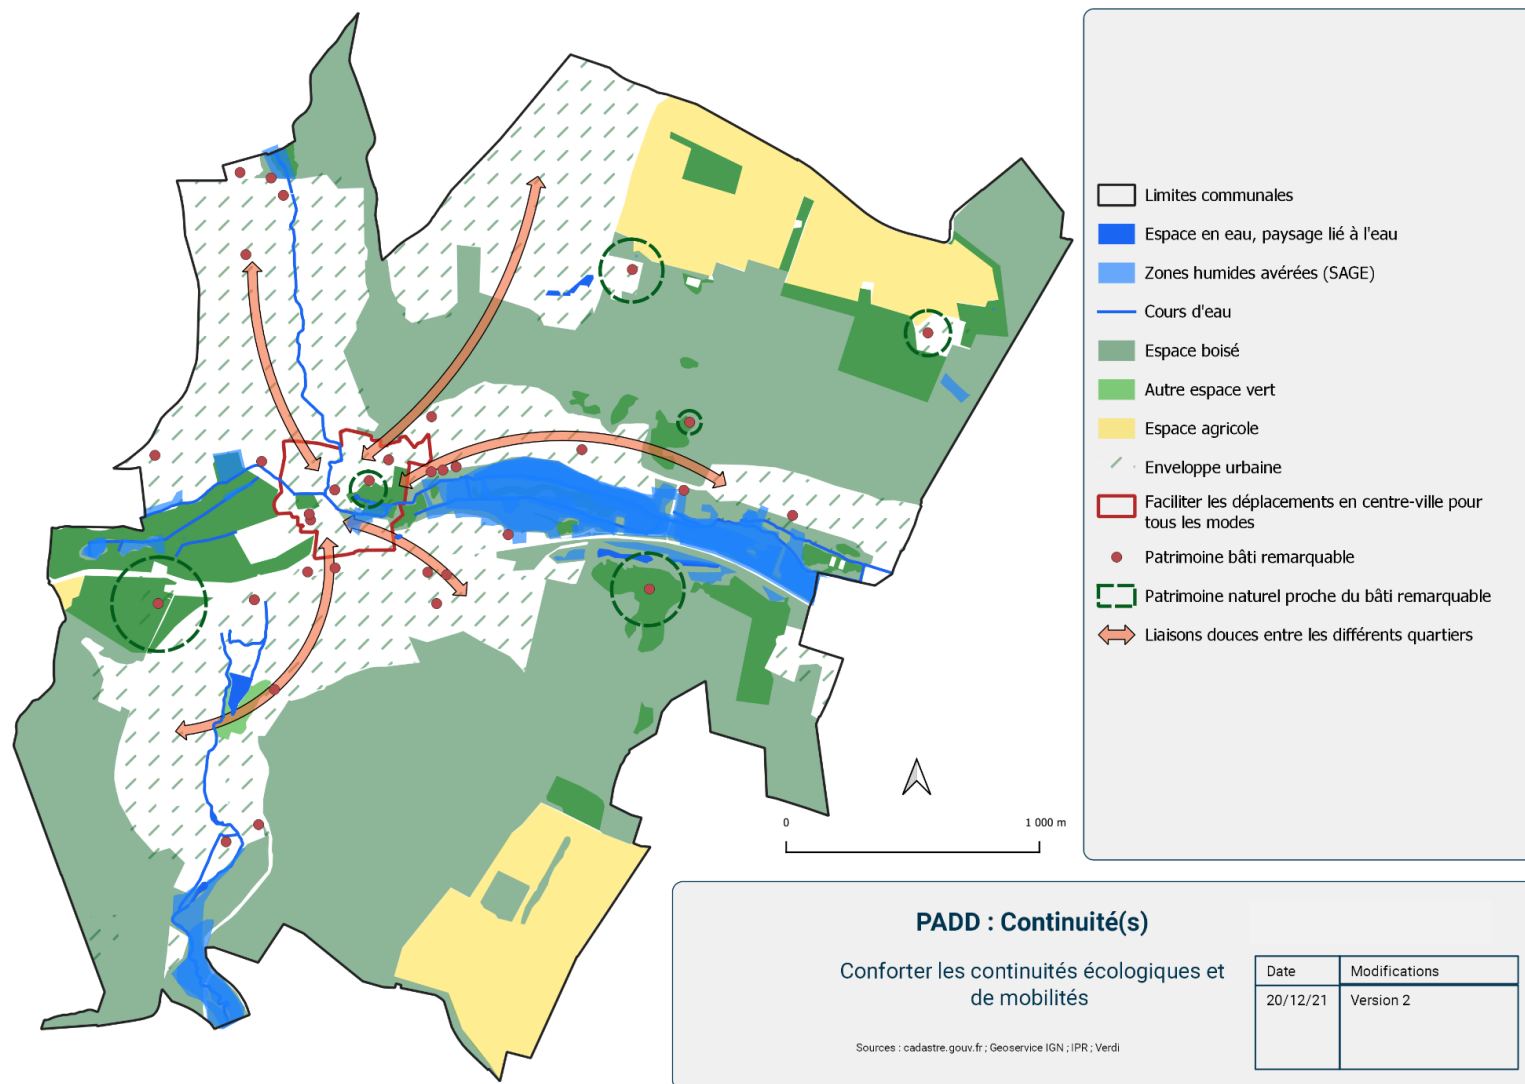 Limites communales
Espace en eau, paysage lié à l'eau
Zones humides avérées (SAGE)
Cours d'eau
Espace boisé
Autre espace vert
Espace agricole
Enveloppe urbaine
Faciliter les déplacements en centre-ville pour
tous les modes
Patrimoine bâti remarquable
Patrimoine naturel proche du bâti remarquable
Liaisons douces entre les différents quartiers
0 1 000 m
PADD : Continuité(s)
Conforter les continuités écologiques et
de mobilités
Sources : cadastre.gouv.fr ; Geoservice IGN ; IPR ; Verdi
Date Modifications
20/12/21 Version 2